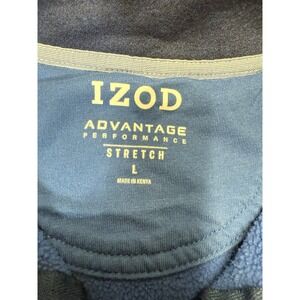 IZOD
ADVANTAGE
PERFORMANCE
STRETCH
L
MADE IN KENYA